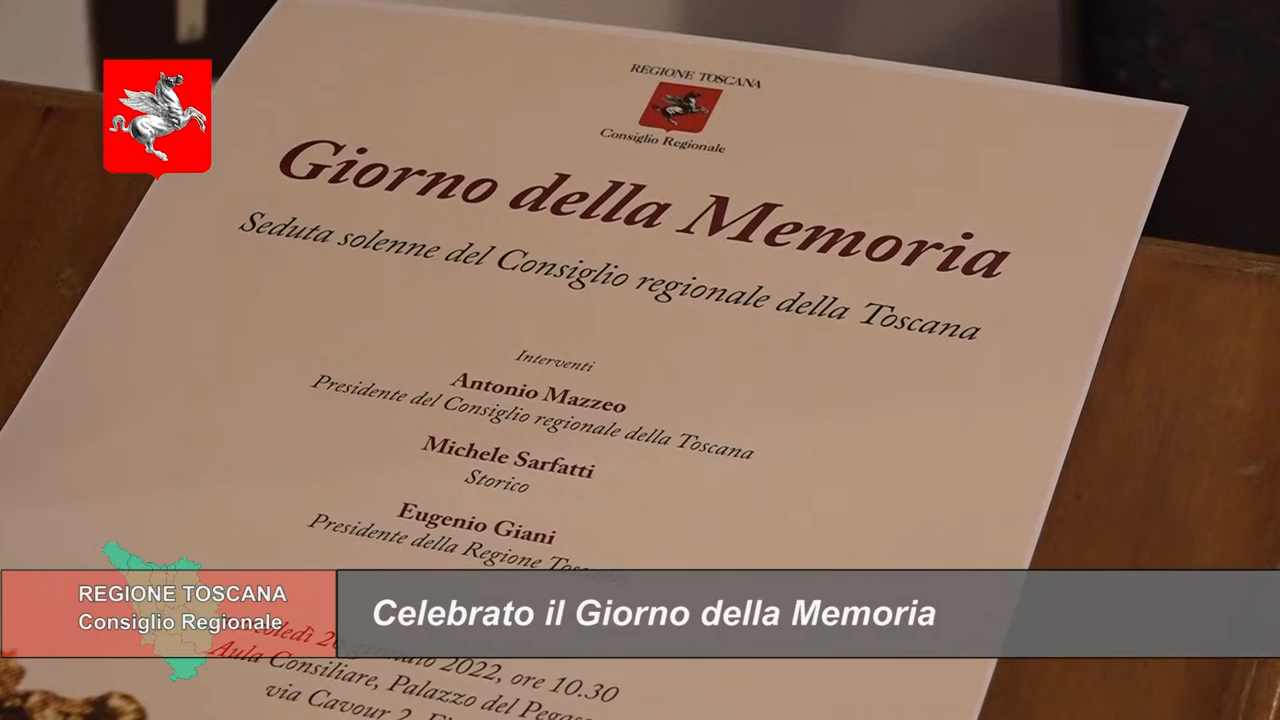 REGIONE TOSCANA
Consiglio Regionale
Giorno della Memoria
Seduta solenne del Consiglio regionale della Toscana
Interventi
Antonio Mazzeo
Presidente del Consiglio regionale della Toscana
Michele Sarfatti
Storico
Eugenio Giani
Presidente della Regione
REGIONE TOSCANA
Consiglio Regionale
Celebrato il Giorno della Memoria
2022, ore 10.30
Aula Consiliare, Palazzo del
via Cavour 2,